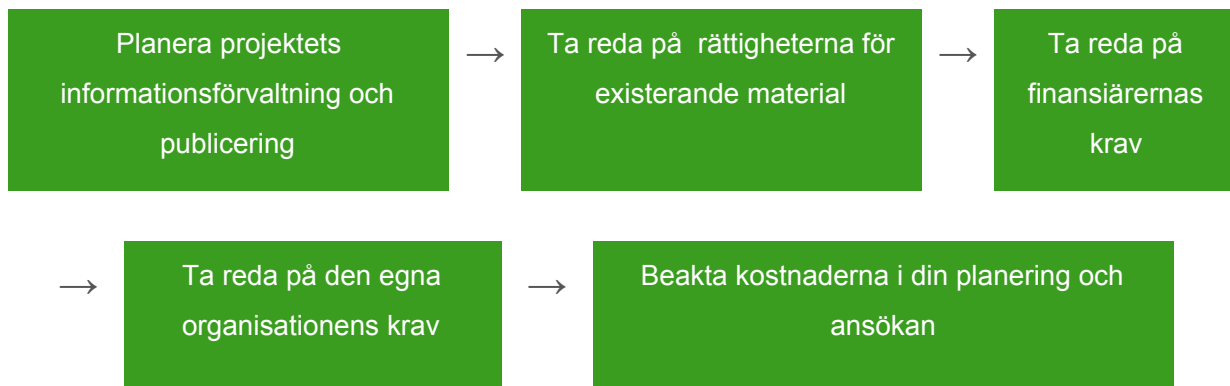 Planera projektets
informationsförvaltning och
publicering
→
Ta reda på  rättigheterna för
existerande material
→
Ta reda på
finansiärernas
krav
→
Ta reda på den egna
organisationens krav
→
Beakta kostnaderna i din planering och
ansökan